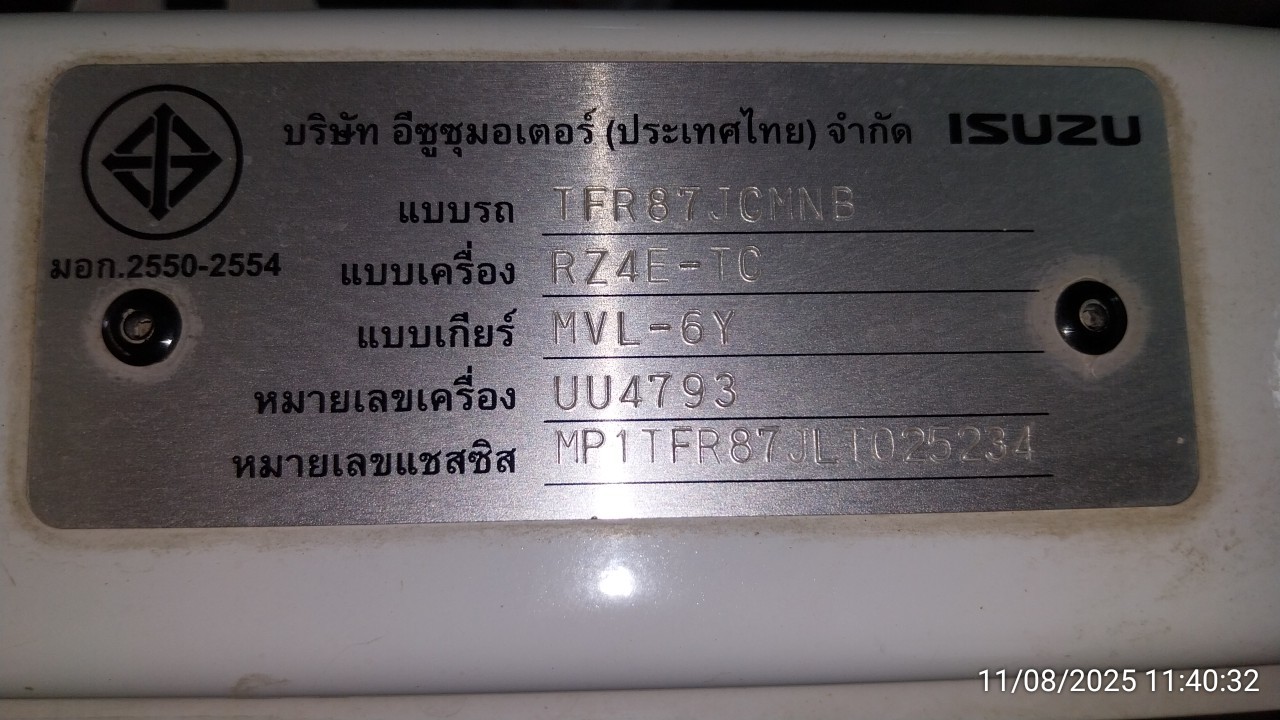 บริษัท อีซูซุมอเตอร์ (ประเทศไทย) จำกัด ISUZU
แบบรถ TFR87JCMNB
มอก.2550-2554
แบบเครื่อง RZ4E-TC
แบบเกียร์ MVL-6Y
หมายเลขเครื่อง UU4793
หมายเลขแชสซิส MP1TFR87JLT025234
11/08/2025 11:40:32